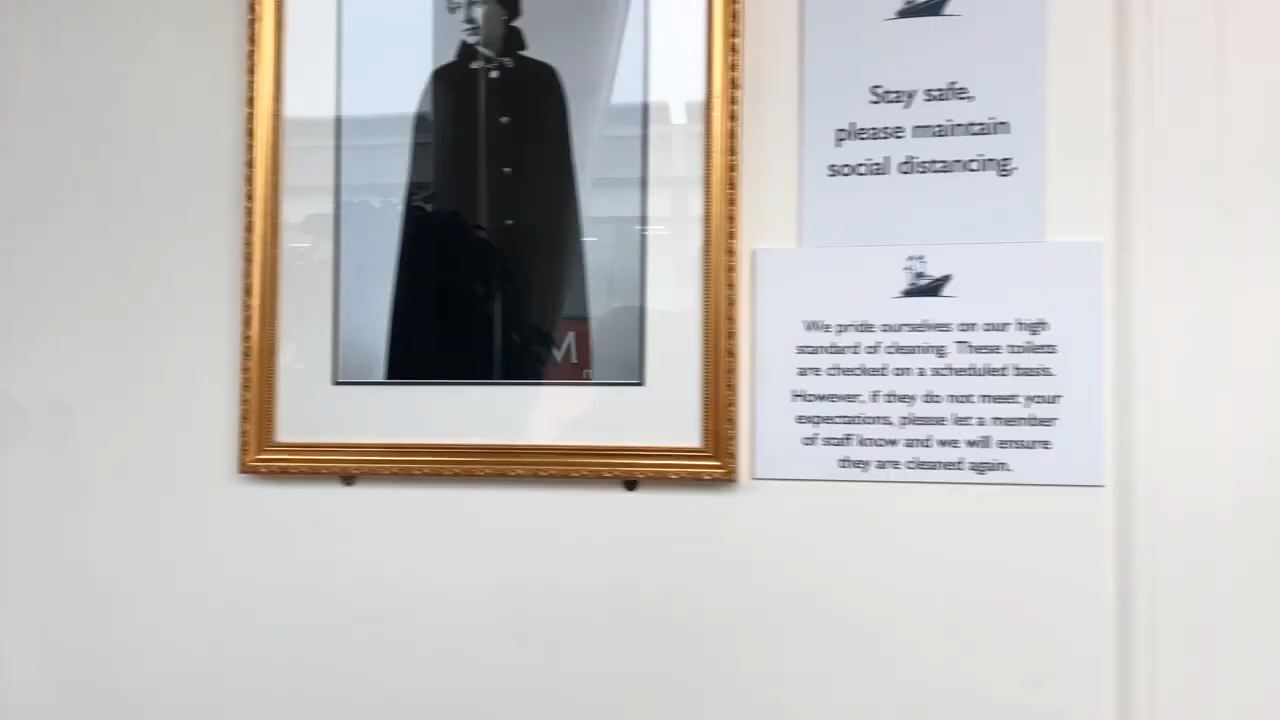 Stay safe,
please maintain
social distancing.
We pride ourselves on our high
standard of cleaning. These toilets
are checked on a scheduled basis.
However, if they do not meet your
expectations, please let a member
of staff know and we will ensure
they are cleaned again.
M